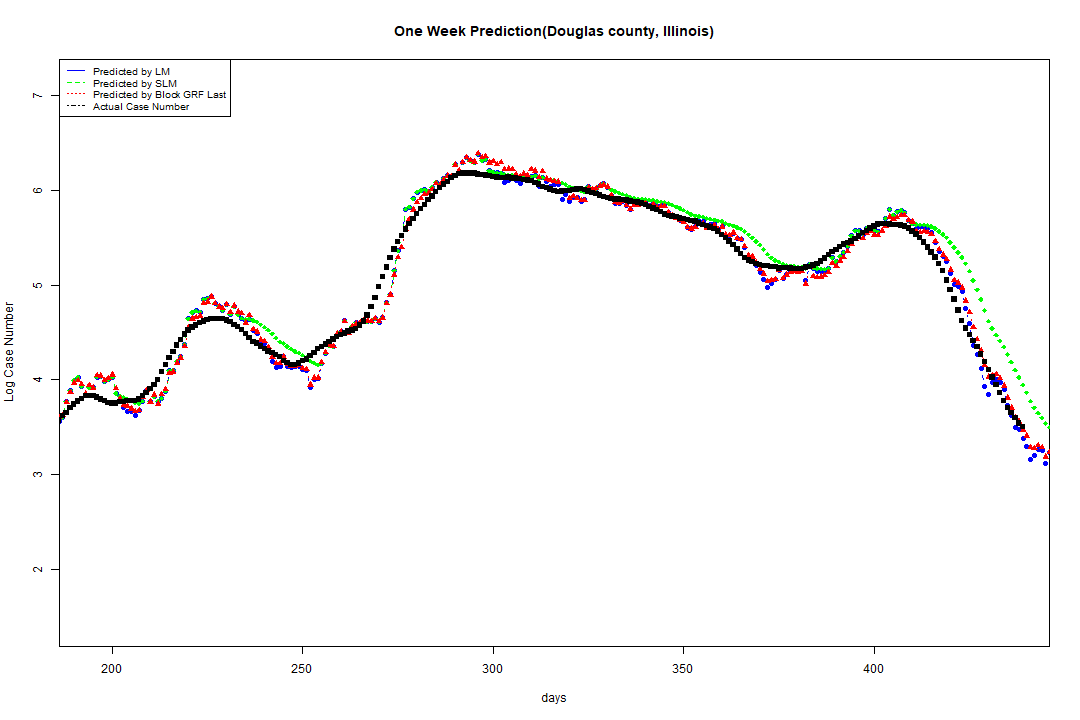 One Week Prediction(Douglas county, Illinois)
Predicted by LM
Predicted by SLM
Predicted by Block GRF Last
Actual Case Number
7
6
5
4
3
2
Log Case Number
200
250
300
350
400
days